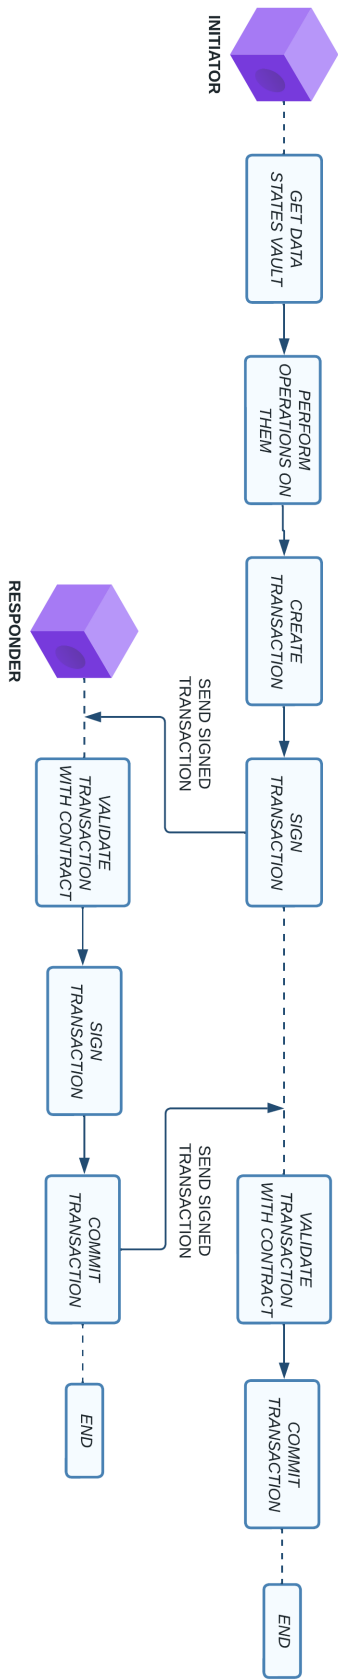 INITIATOR
GET DATA
STATES VAULT
PERFORM
OPERATIONS ON
THEM
CREATE
TRANSACTION
SIGN
TRANSACTION
VALIDATE
TRANSACTION
WITH CONTRACT
COMMIT
TRANSACTION
END
SEND SIGNED
TRANSACTION
SEND SIGNED
TRANSACTION
RESPONDER
VALIDATE
TRANSACTION
WITH CONTRACT
SIGN
TRANSACTION
COMMIT
TRANSACTION
END